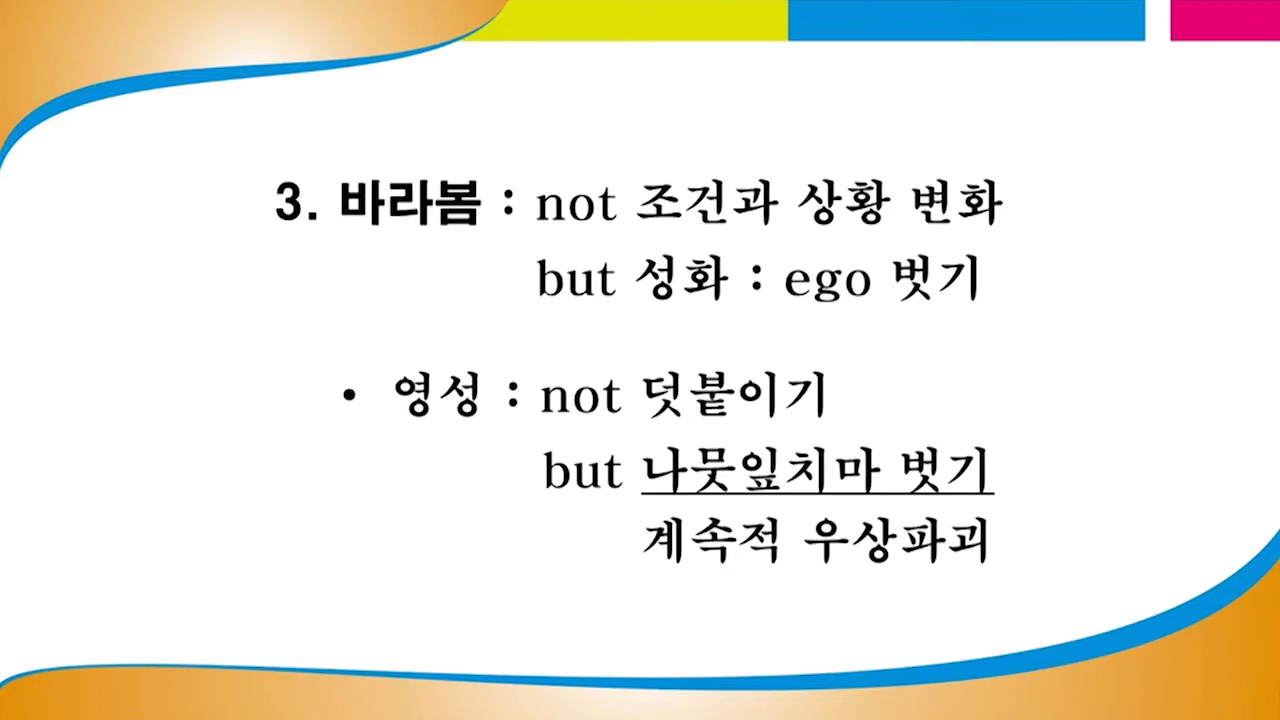 3. 바라봄 : not 조건과 상황 변화
but 성화 : ego 벗기
• 영성 : not 덧붙이기
but 나뭇잎치마 벗기
계속적 우상파괴